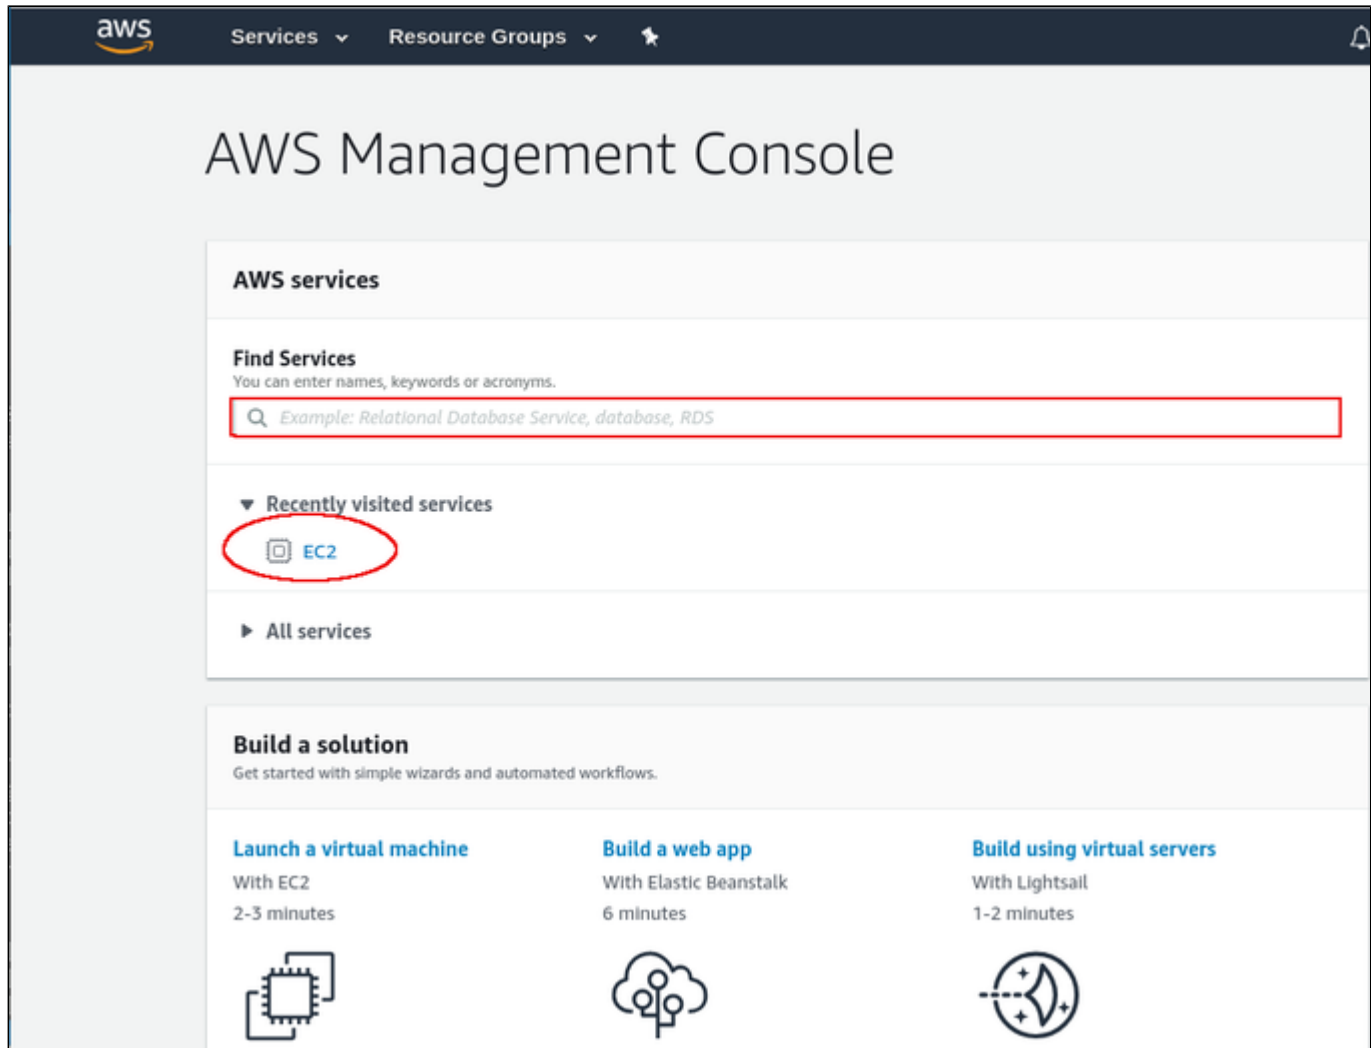 aws Services Resource Groups
AWS Management Console
AWS services
Find Services
You can enter names, keywords or acronyms.
Example: Relational Database Service, database, RDS
Recently visited services
EC2
All services
Build a solution
Get started with simple wizards and automated workflows.
Launch a virtual machine
With EC2
2-3 minutes
Build a web app
With Elastic Beanstalk
6 minutes
Build using virtual servers
With Lightsail
1-2 minutes